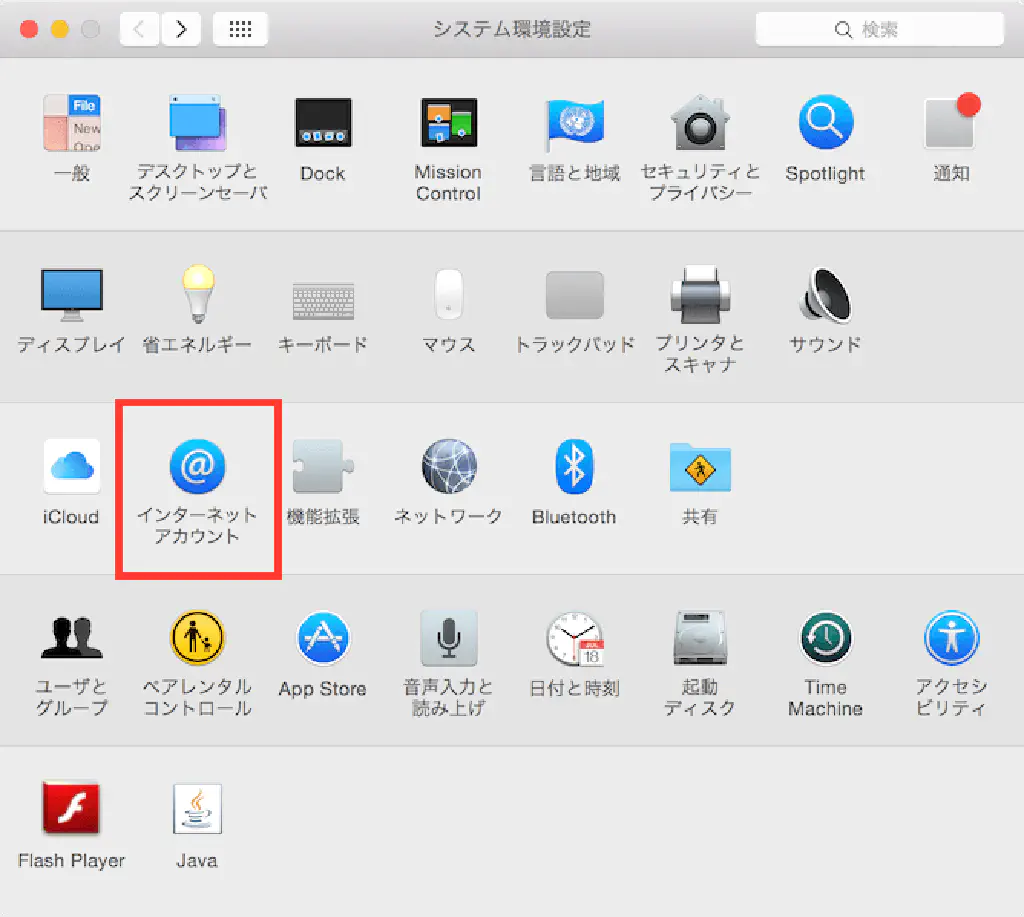 システム環境設定
検索
File
New
Ope
一般
デスクトップと
スクリーンセーバ
Dock
Mission
Control
言語と地域
セキュリティと
プライバシー
Spotlight
通知
ディスプレイ
省エネルギー
キーボード
マウス
トラックパッド
プリンタと
スキャナ
サウンド
iCloud
@
インターネット
アカウント
機能拡張
ネットワーク
Bluetooth
共有
ユーザと
グループ
ペアレンタル
コントロール
App Store
音声入力と
読み上げ
JUL
18
日付と時刻
起動
ディスク
Time
Machine
アクセシ
ビリティ
Flash Player
Java